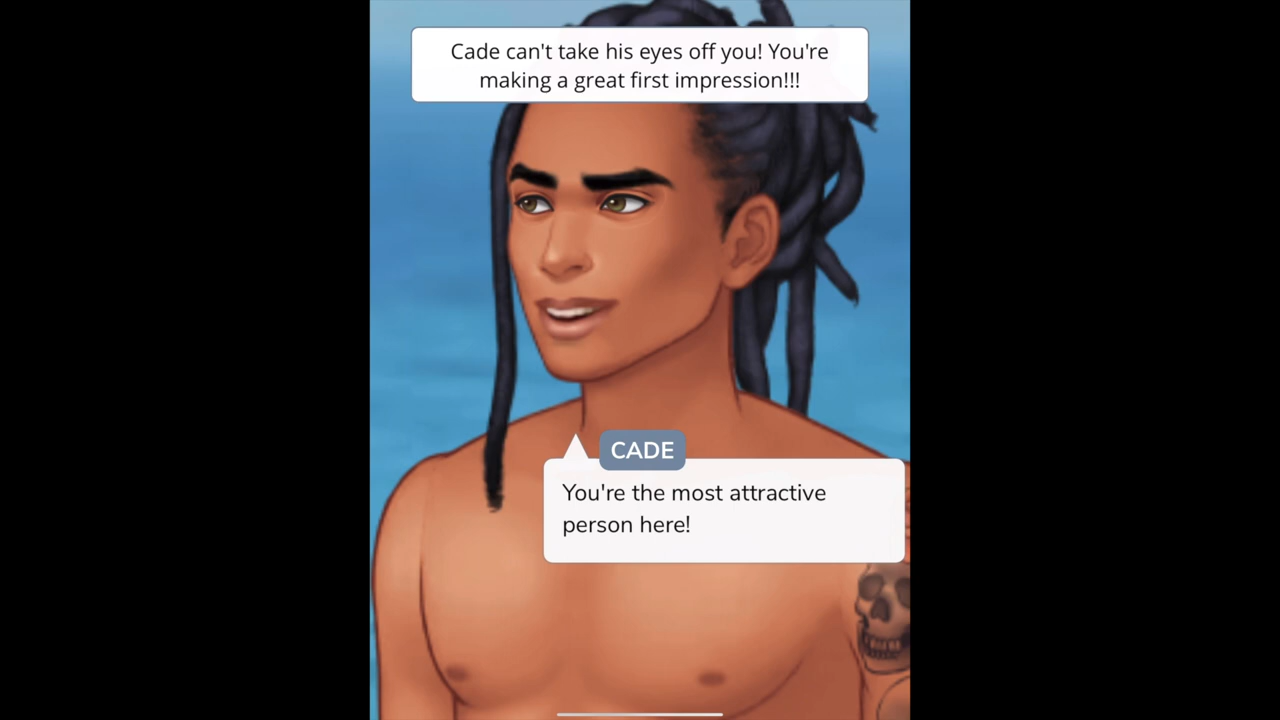 Cade can't take his eyes off you! You're
making a great first impression!!!
CADE
You're the most attractive
person here!